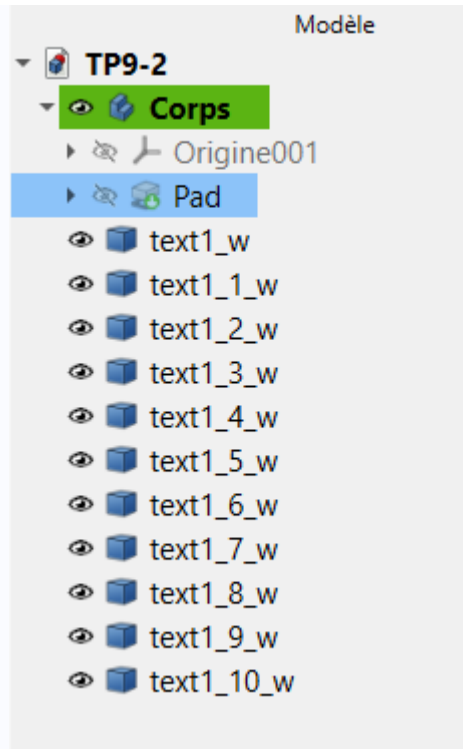 Modèle
TP9-2
Corps
Origine001
Pad
text1_w
text1_1_w
text1_2_w
text1_3_w
text1_4_w
text1_5_w
text1_6_w
text1_7_w
text1_8_w
text1_9_w
text1_10_w